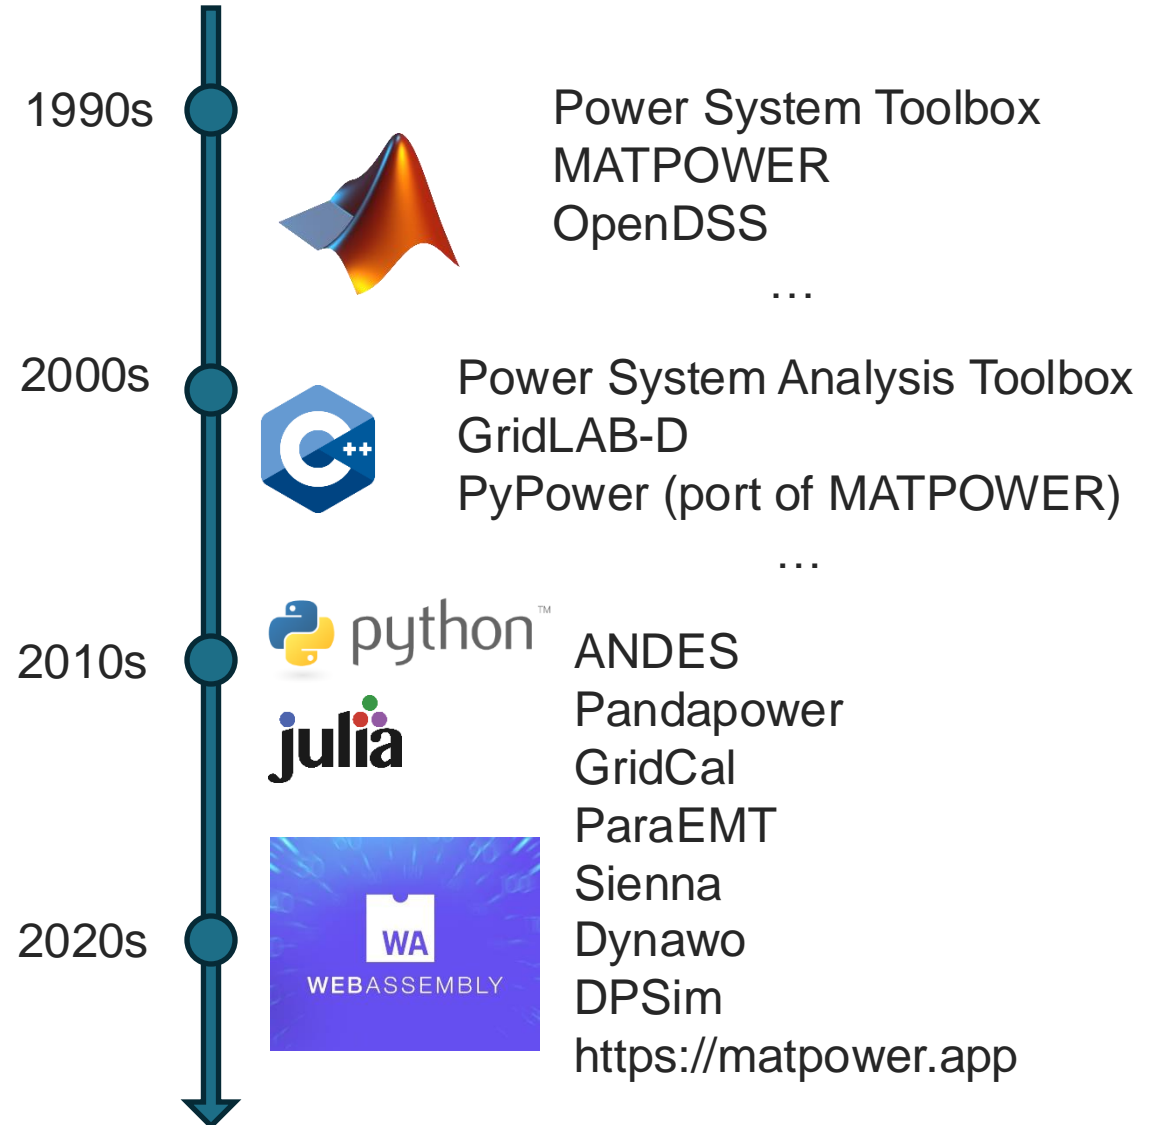 1990s
Power System Toolbox
MATPOWER
OpenDSS
…
2000s
Power System Analysis Toolbox
C++
GridLAB-D
PyPower (port of MATPOWER)
…
python™
2010s
ANDES
Pandapower
julia
GridCal
ParaEMT
Sienna
2020s
WA
WEBASSEMBLY
Dynawo
DPSim
https://matpower.app